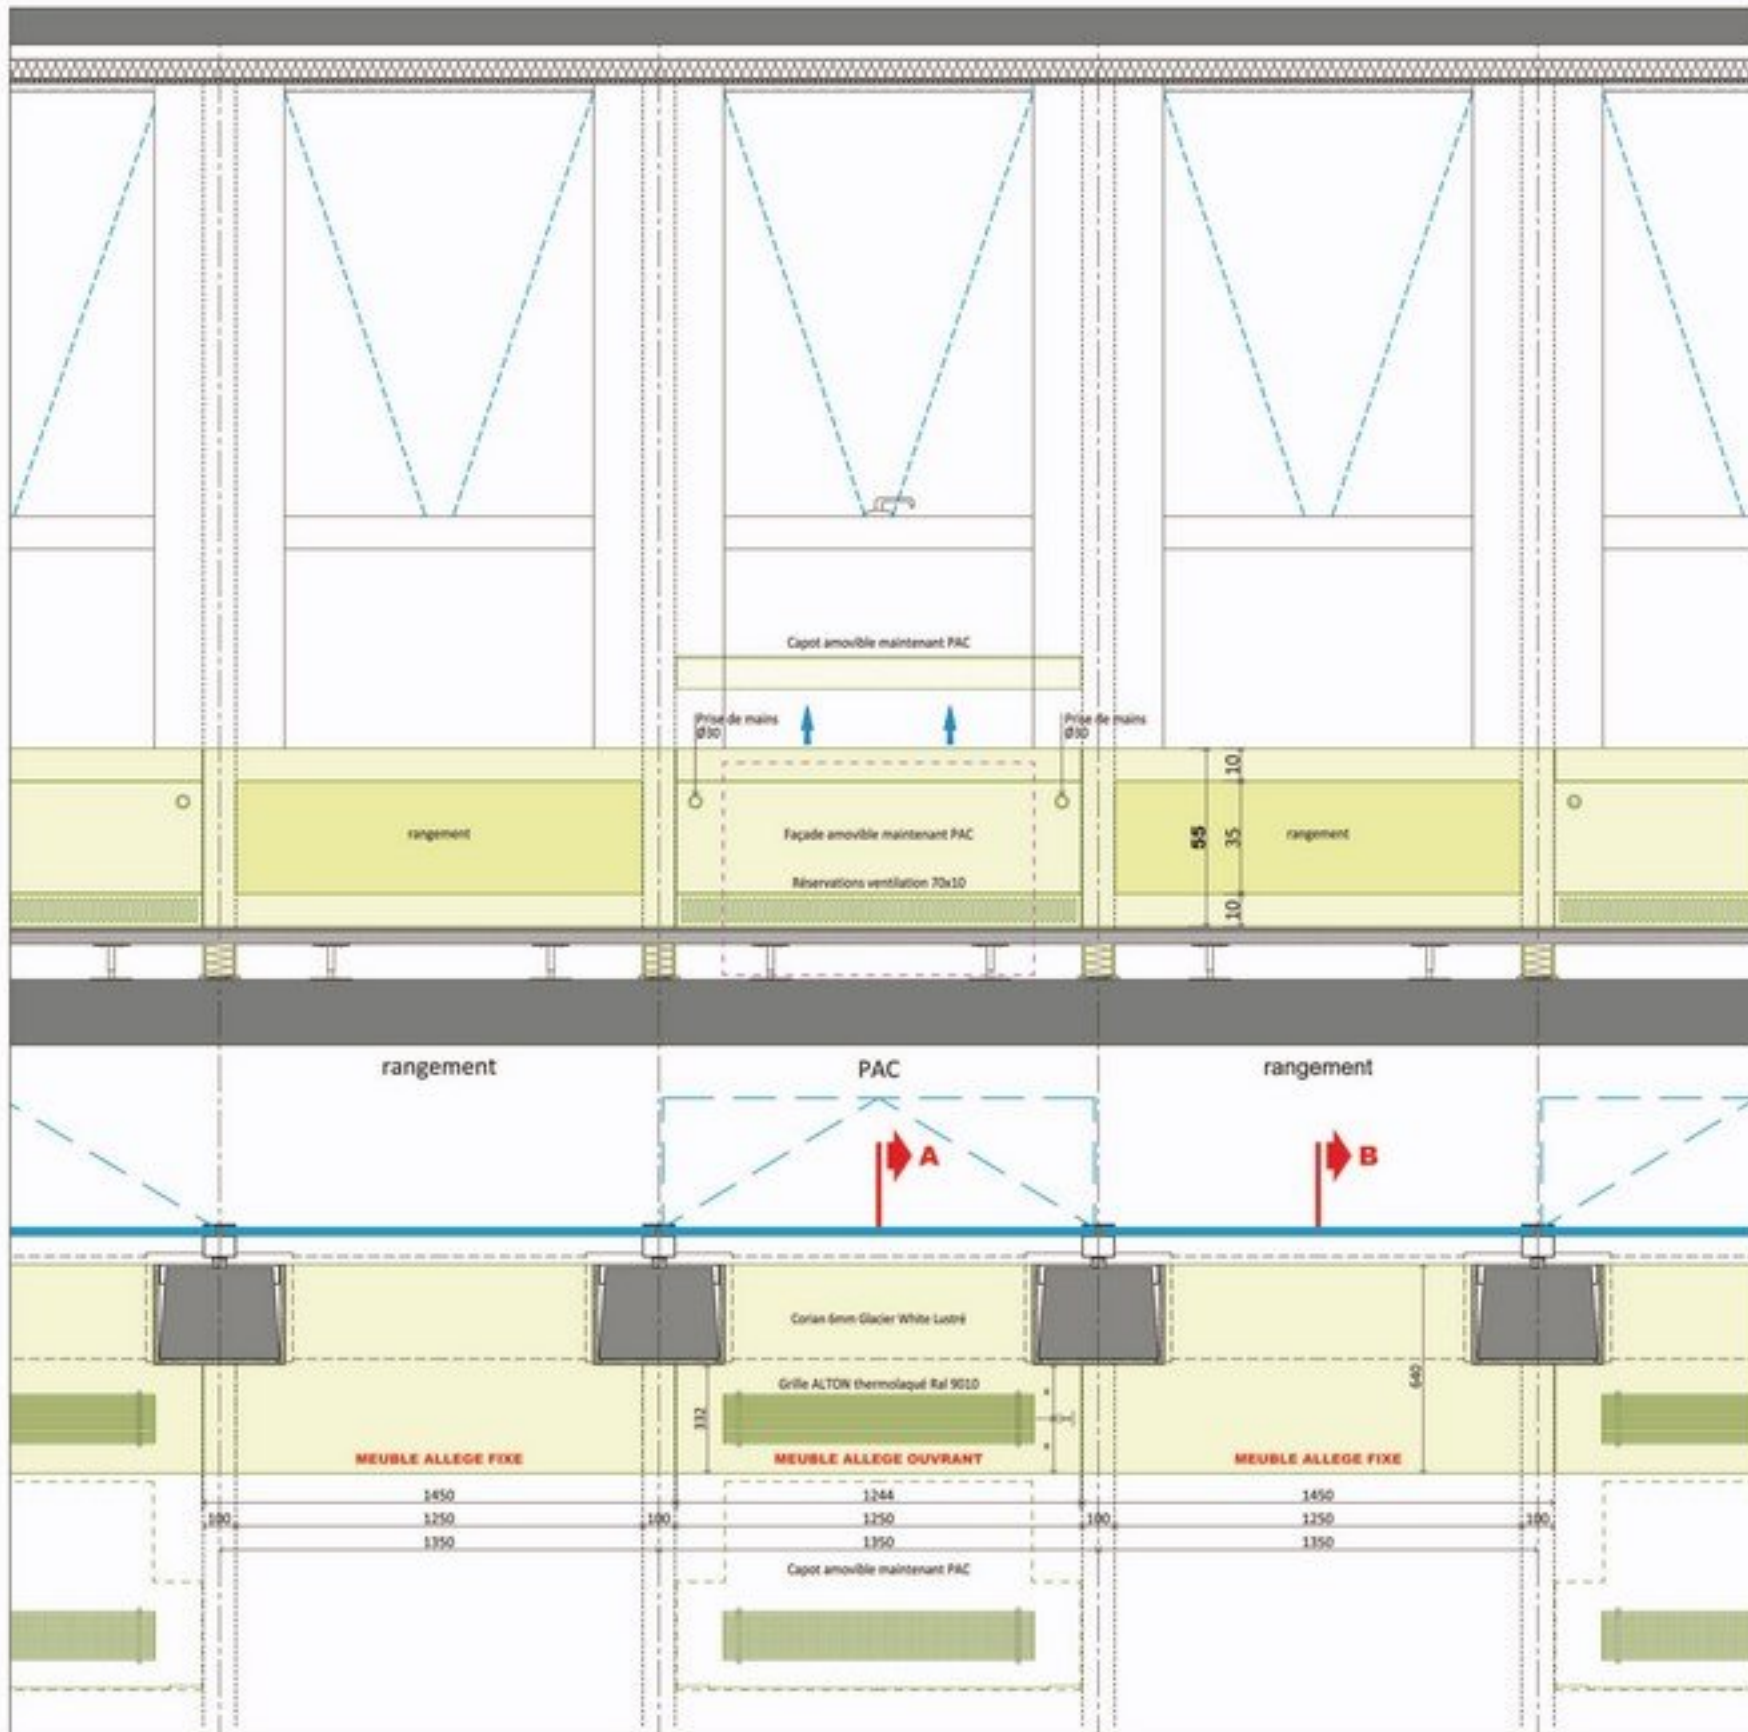 Capot amovible maintenant PAC
Prise de mains
Ø30
Prise de mains
Ø30
10
rangement
Façade amovible maintenant PAC
55
35
rangement
Réservations ventilation 70x10
10
rangement
PAC
rangement
A
B
Corian 6mm Glacier White Lustré
Grille ALTON thermolaqué Ral 9010
332
640
MEUBLE ALLEGE FIXE
MEUBLE ALLEGE OUVRANT
MEUBLE ALLEGE FIXE
1450
1244
1450
100
1250
100
1250
100
1250
100
1350
1350
1350
Capot amovible maintenant PAC